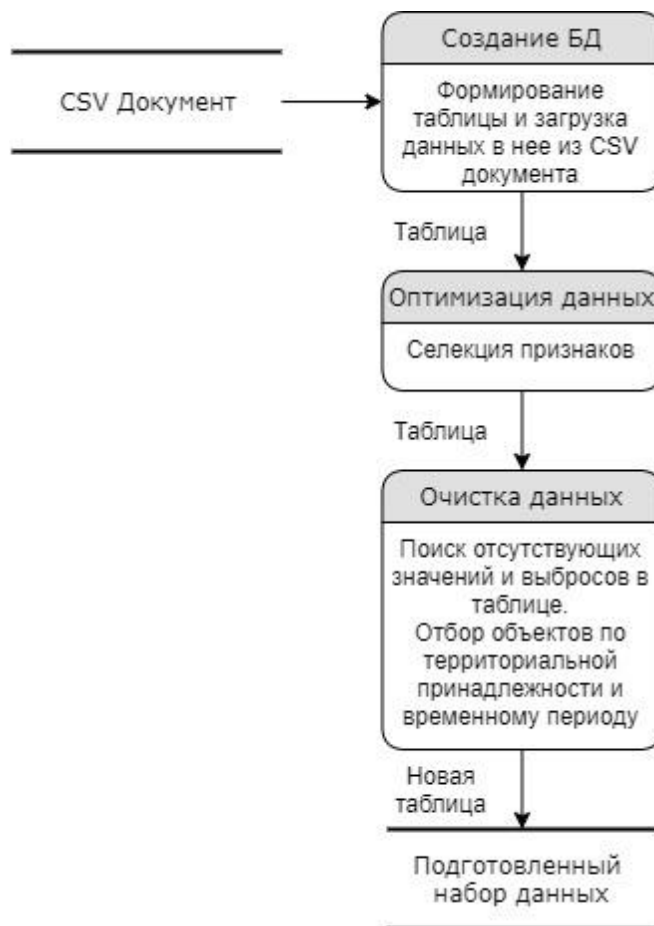 Создание БД
CSV Документ
Формирование
таблицы и загрузка
данных в нее из CSV
документа
Таблица
Оптимизация данных
Селекция признаков
Таблица
Очистка данных
Поиск отсутствующих
значений и выбросов в
таблице.
Отбор объектов по
территориальной
принадлежности и
временному периоду
Новая
таблица
Подготовленный
набор данных